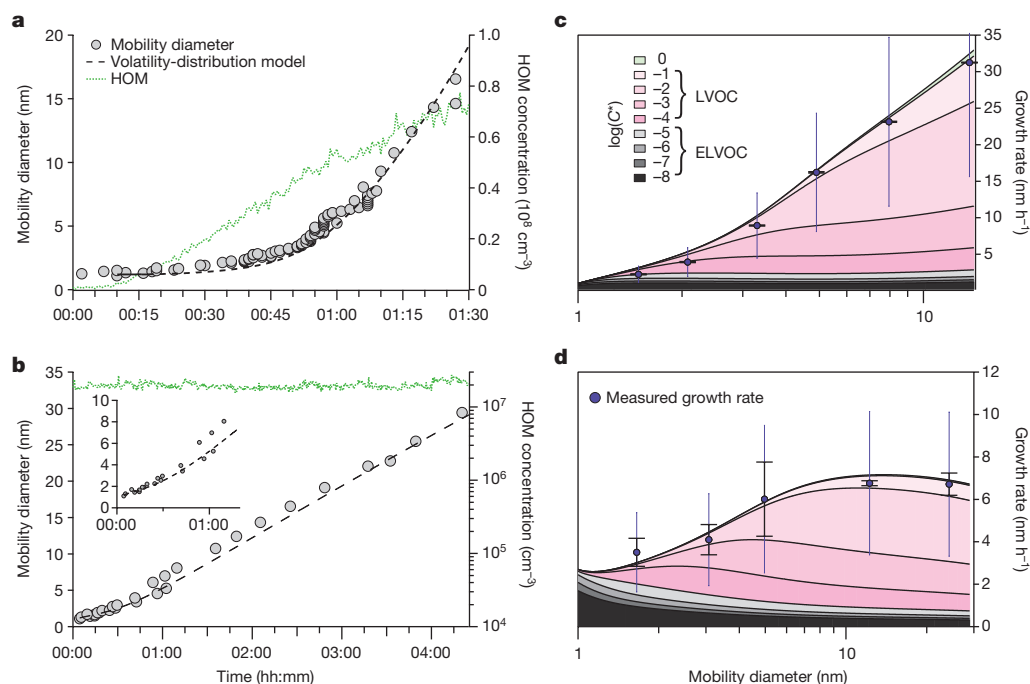 a
20
15
10
5
0
Mobility diameter (nm)
Mobility diameter
Volatility-distribution model
HOM
1.0
0.8
0.6
0.4
0.2
0
HOM concentration (10⁸ cm⁻³)
00:00 00:15 00:30 00:45 01:00 01:15 01:30
b
35
30
25
20
15
10
5
0
Mobility diameter (nm)
10
8
6
4
2
0
00:00 01:00
10⁷
10⁶
10⁵
10⁴
HOM concentration (cm⁻³)
00:00 01:00 02:00 03:00 04:00
Time (hh:mm)
c
log(C*)
0
−1
−2
−3
−4
−5
−6
−7
−8
LVOC
ELVOC
35
30
25
20
15
10
5
Growth rate (nm h⁻¹)
1 10
d
Measured growth rate
12
10
8
6
4
2
0
Growth rate (nm h⁻¹)
1 10
Mobility diameter (nm)